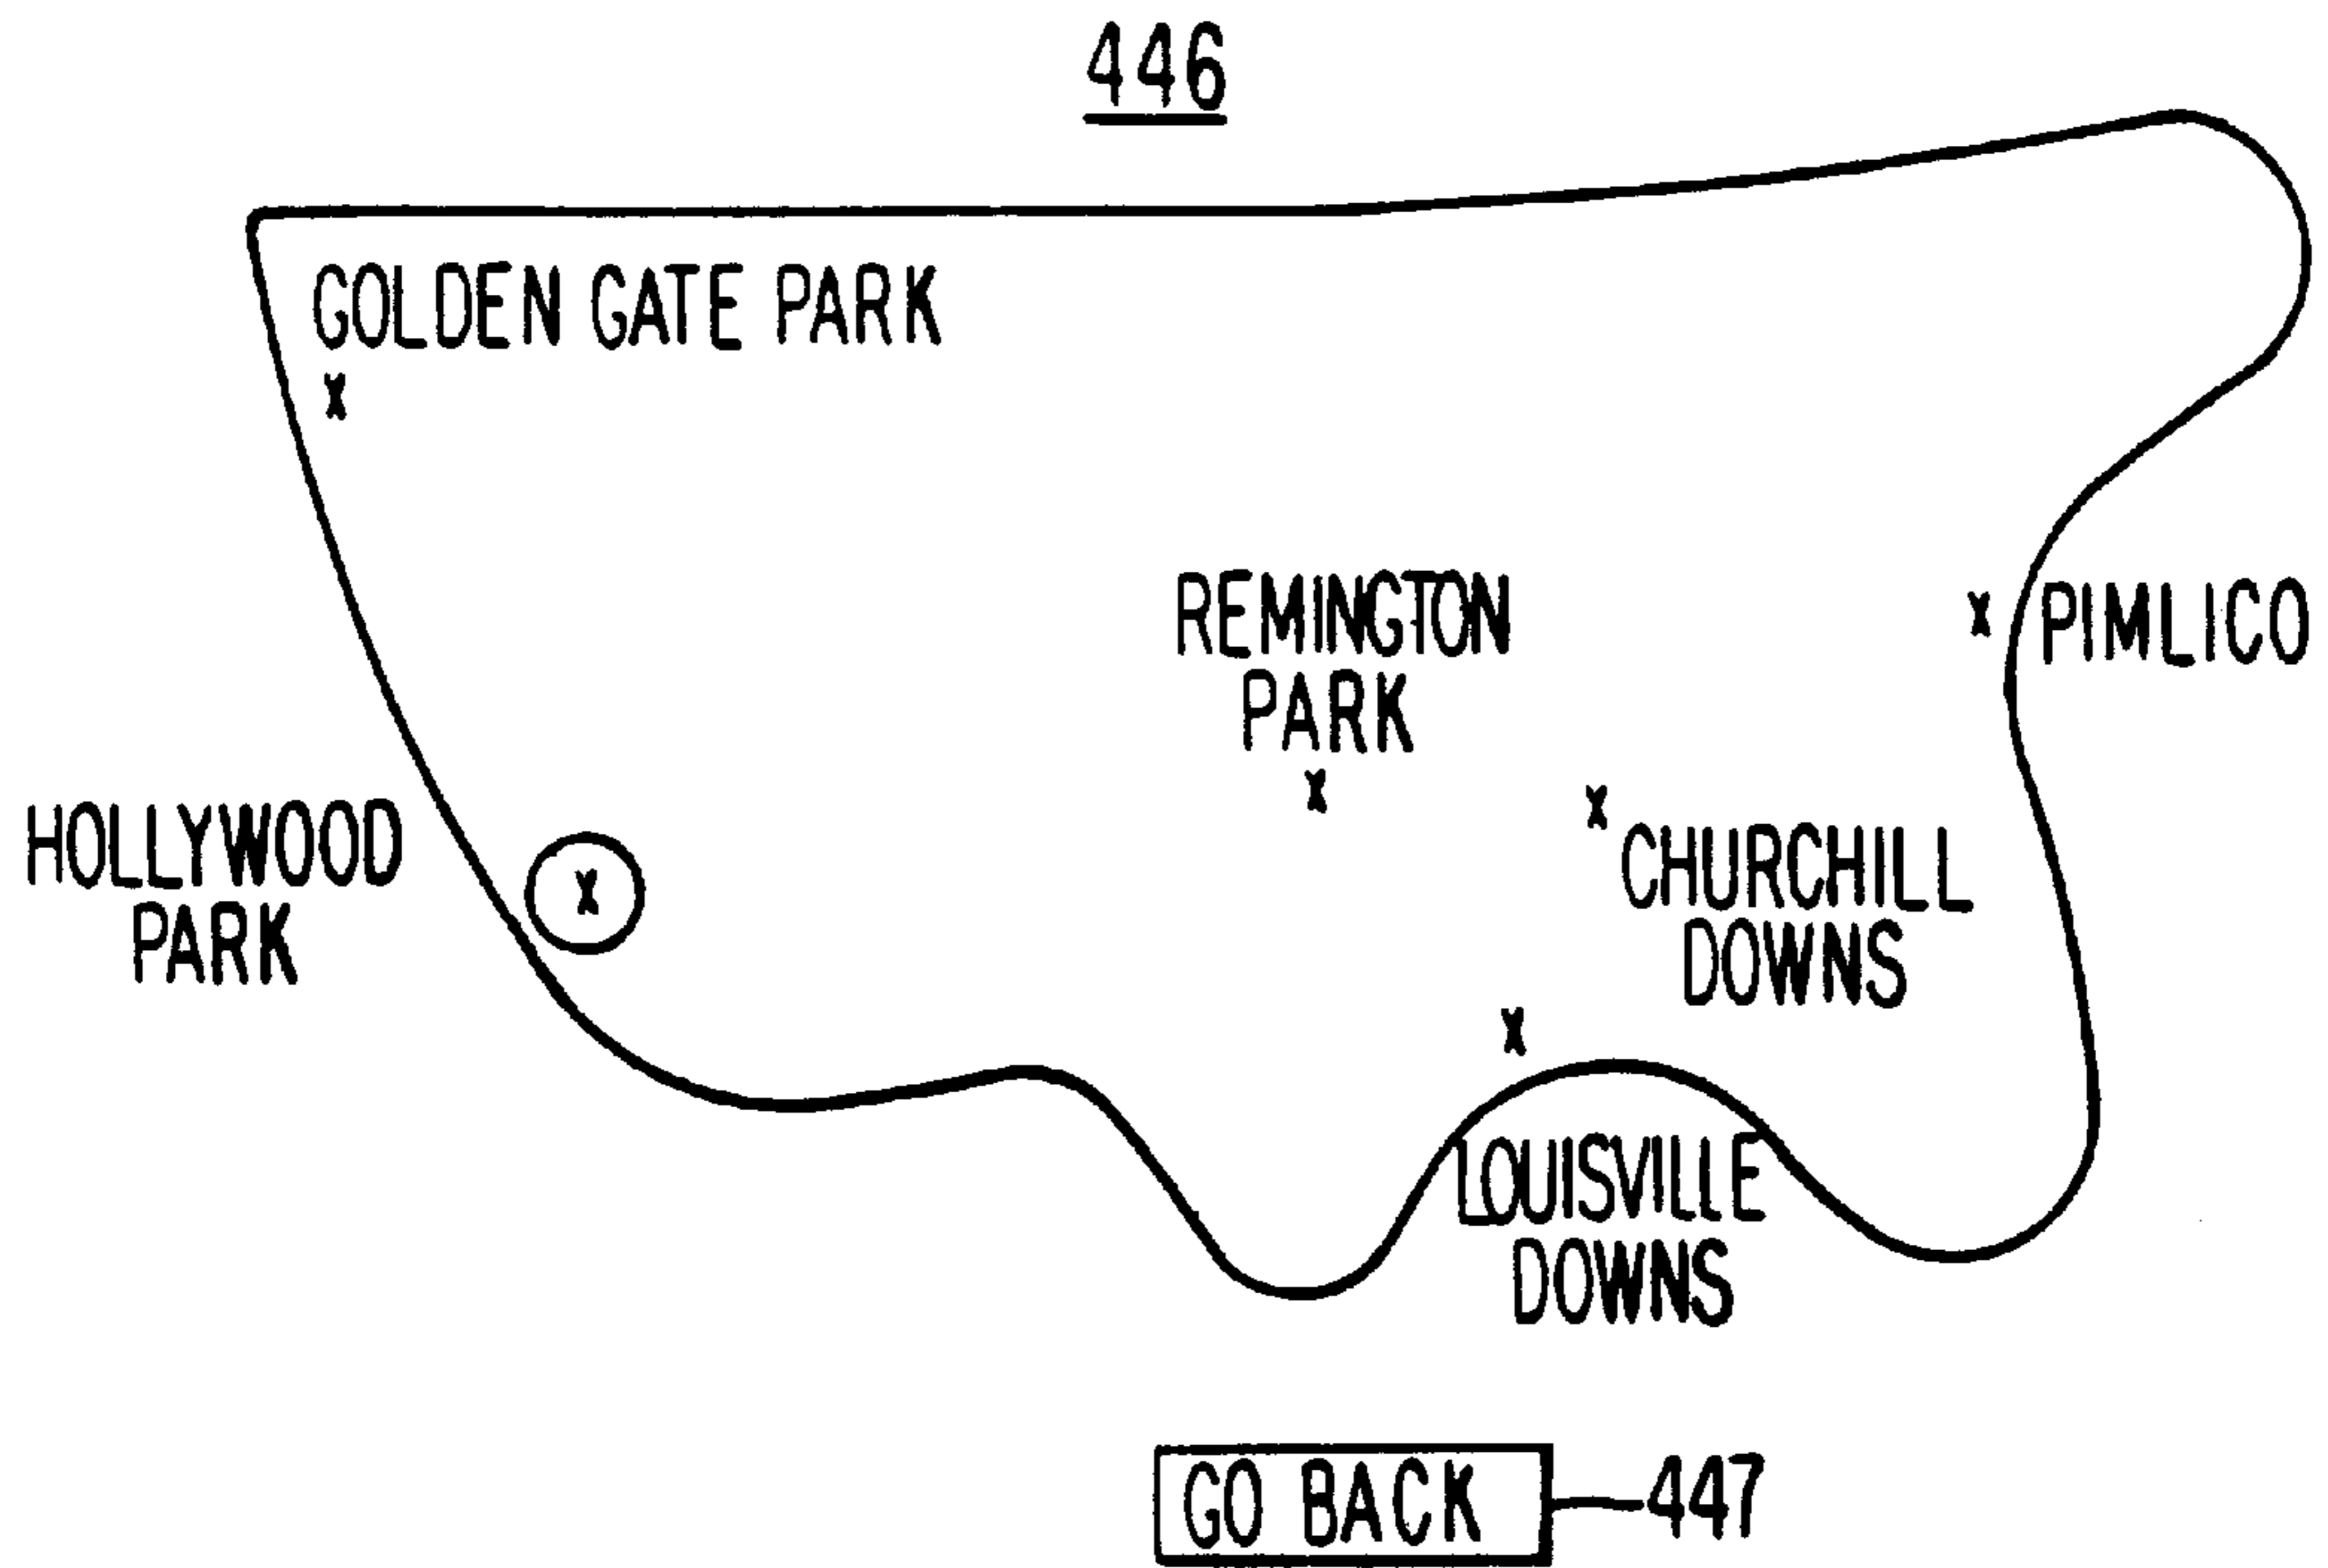 446
GOLDEN GATE PARK
X
REMINGTON
PARK
X
X PIMLICO
HOLLYWOOD
PARK
X
X
CHURCHILL
DOWNS
X
LOUISVILLE
DOWNS
GO BACK
447